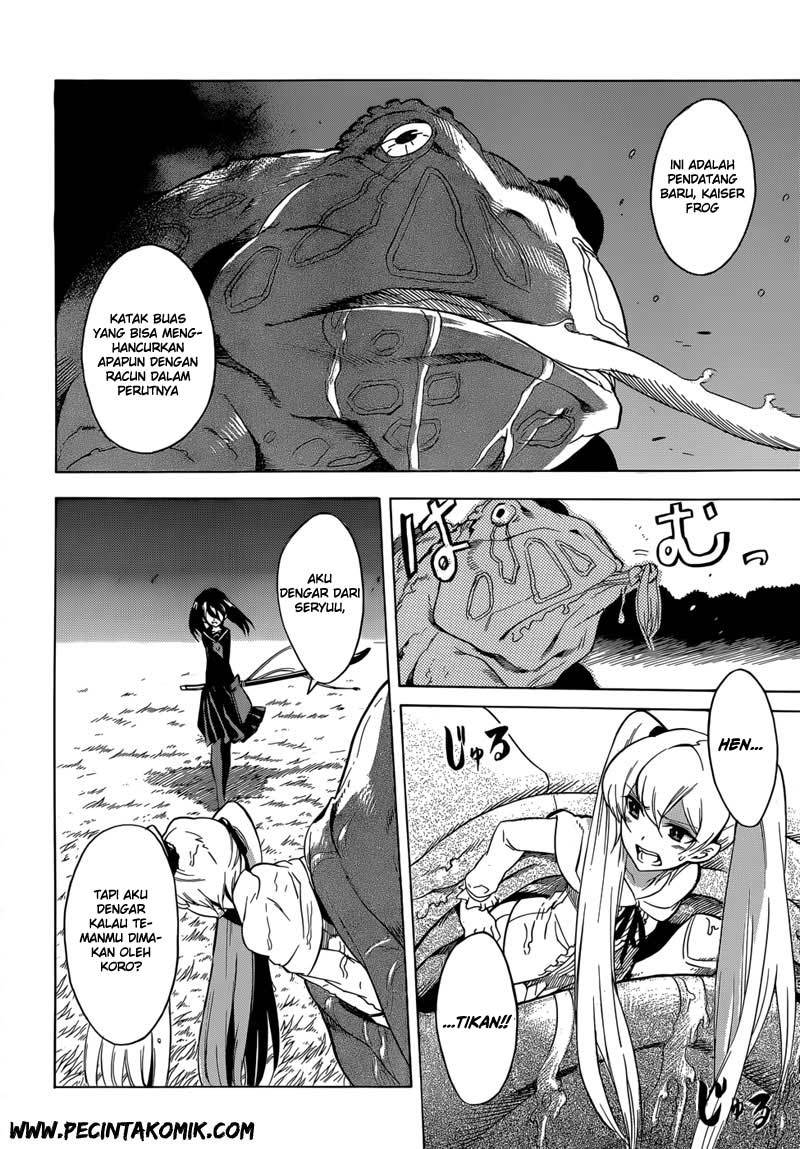 INI ADALAH
PENDATANG
BARU, KAISER
FROG
KATAK BUAS
YANG BISA MENG-
HANCURKAN
APAPUN DENGAN
RACUN DALAM
PERUTNYA
はむっ
AKU
DENGAR DARI
SERYUU,
TAPI AKU
DENGAR
KALAU TE-
MANMU DIMA-
KAN OLEH
KORO?
じゅる
HEN...
...TIKAN!!
じゅる
WWW.PECINTAKOMIK.COM